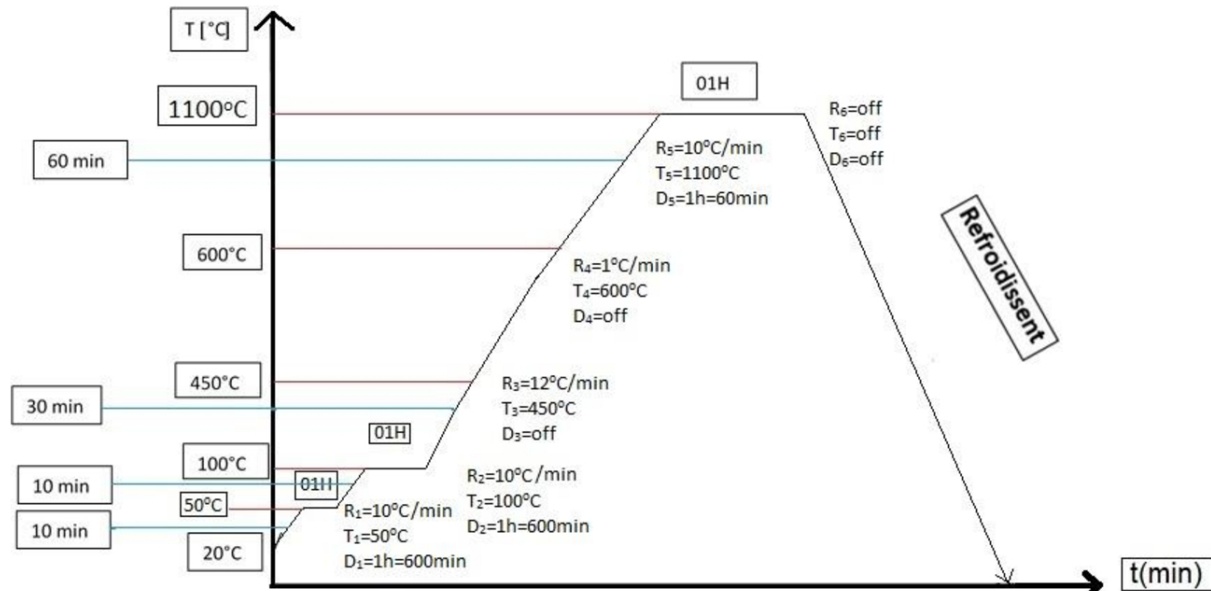 T [°C]
01H
1100°C
R₆=off
T₆=off
D₆=off
60 min
R₅=10°C/min
T₅=1100°C
D₅=1h=60min
Refroidissent
600°C
R₄=1°C/min
T₄=600°C
D₄=off
450°C
30 min
R₃=12°C/min
T₃=450°C
D₃=off
01H
100°C
10 min
01H
R₂=10°C/min
T₂=100°C
D₂=1h=600min
50°C
R₁=10°C/min
T₁=50°C
D₁=1h=600min
10 min
20°C
t(min)